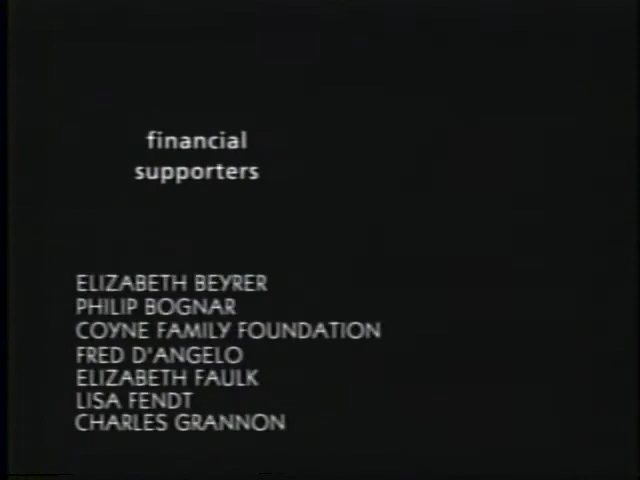 financial
supporters
ELIZABETH BEYRER
PHILIP BOGNAR
COYNE FAMILY FOUNDATION
FRED D'ANGELO
ELIZABETH FAULK
LISA FENDT
CHARLES GRANNON